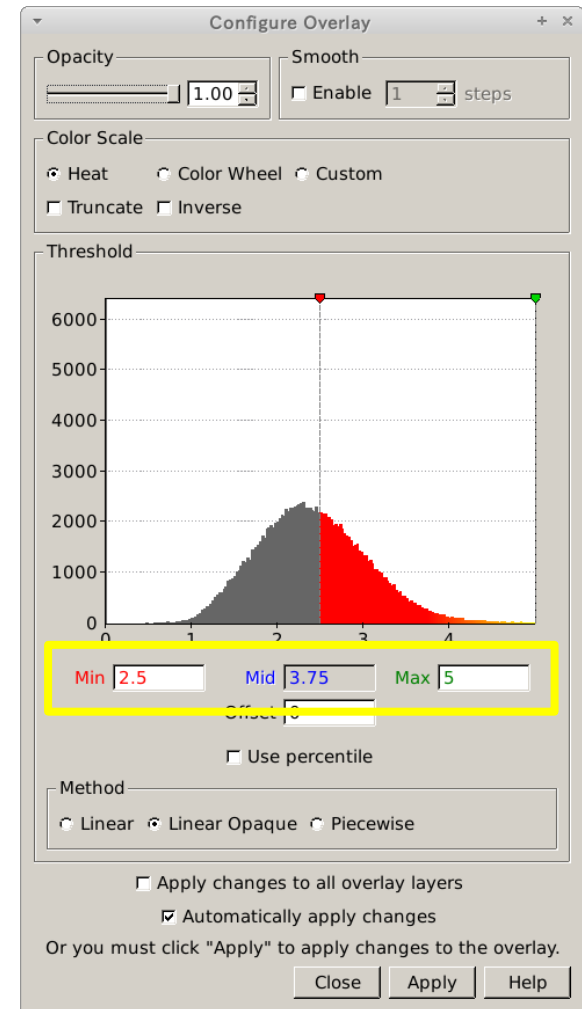 Configure Overlay
Opacity
Smooth
1.00
Enable 1 steps
Color Scale
Heat Color Wheel Custom
Truncate Inverse
Threshold
6000
5000
4000
3000
2000
1000
0
0 1 2 3 4
Min 2.5 Mid 3.75 Max 5
Offset 0
Use percentile
Method
Linear Linear Opaque Piecewise
Apply changes to all overlay layers
Automatically apply changes
Or you must click "Apply" to apply changes to the overlay.
Close Apply Help